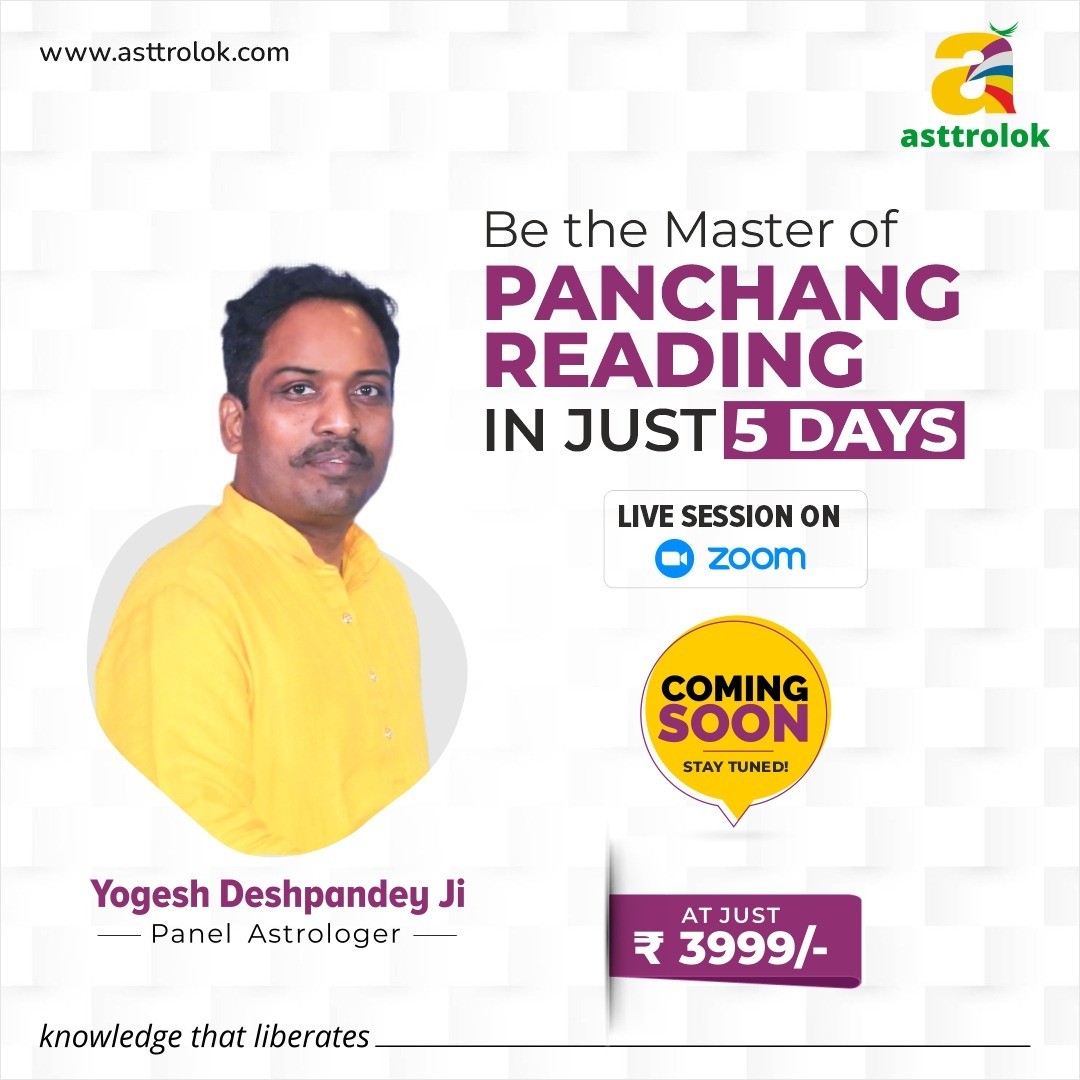 www.asttrolok.com
a
asttrolok
Be the Master of
PANCHANG
READING
IN JUST 5 DAYS
LIVE SESSION ON
zoom
COMING
SOON
STAY TUNED!
Yogesh Deshpandey Ji
Panel Astrologer
AT JUST
₹ 3999/-
knowledge that liberates